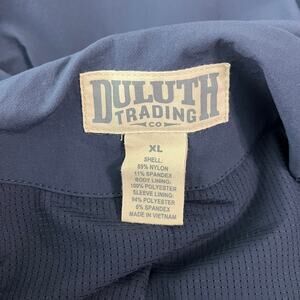 DULUTH
TRADING
CO
XL
SHELL:
89% NYLON
11% SPANDEX
BODY LINING:
100% POLYESTER
SLEEVE LINING:
94% POLYESTER
6% SPANDEX
MADE IN VIETNAM